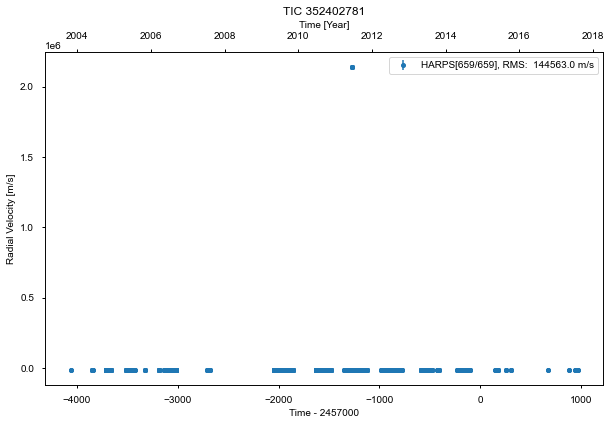 TIC 352402781
Time [Year]
2004 2006 2008 2010 2012 2014 2016 2018
1e6
HARPS[659/659], RMS: 144563.0 m/s
2.0
1.5
1.0
0.5
0.0
Radial Velocity [m/s]
−4000 −3000 −2000 −1000 0 1000
Time - 2457000